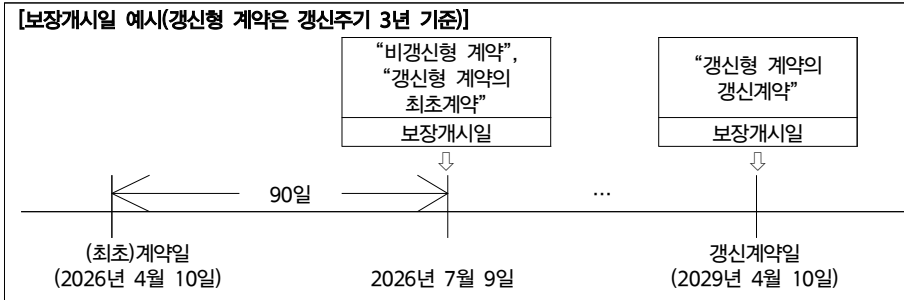 [보장개시일 예시(갱신형 계약은 갱신주기 3년 기준)]
“비갱신형 계약”,
“갱신형 계약의
최초계약”
보장개시일
“갱신형 계약의
갱신계약”
보장개시일
90일
…
(최초)계약일
(2026년 4월 10일)
2026년 7월 9일
갱신계약일
(2029년 4월 10일)